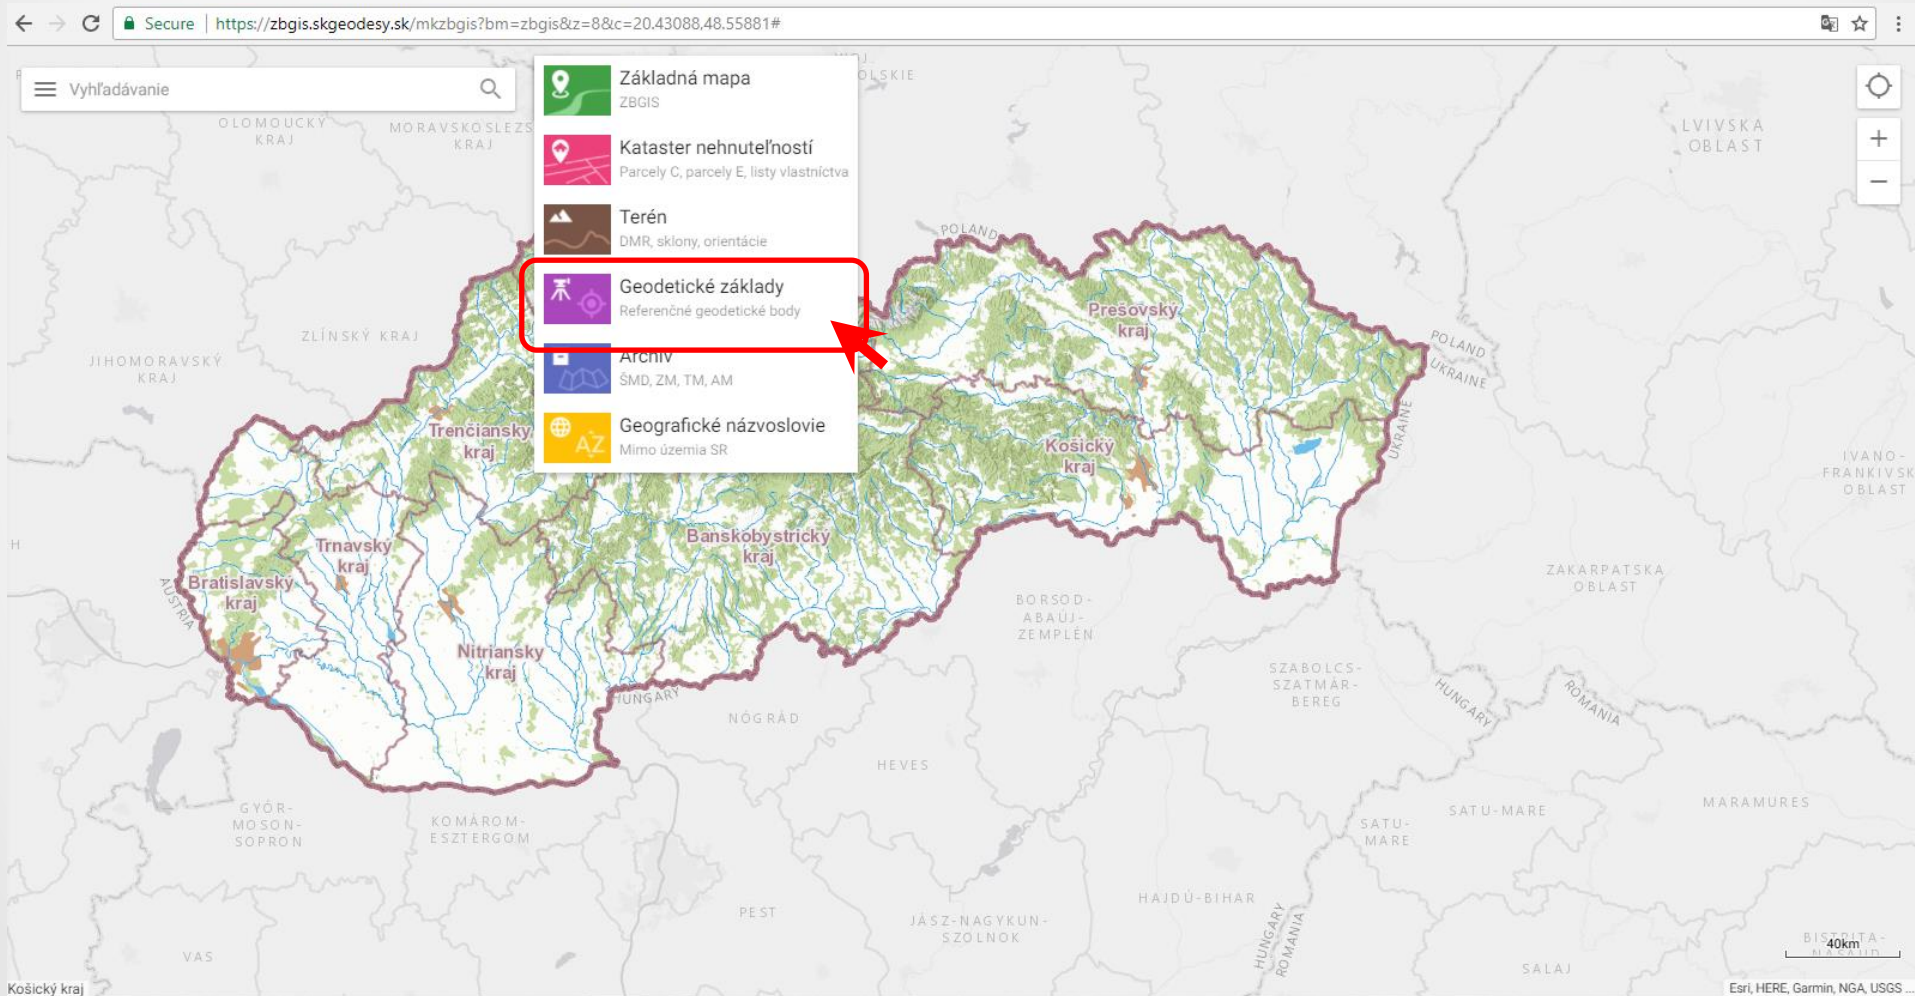 Secure | https://zbgis.skgeodesy.sk/mkzbgis?bm=zbgis&z=8&c=20.43088,48.55881#
Vyhľadávanie
Základná mapa
ZBGIS
Kataster nehnuteľností
Parcely C, parcely E, listy vlastníctva
Terén
DMR, sklony, orientácie
Geodetické základy
Referenčné geodetické body
Archív
ŠMD, ZM, TM, AM
Geografické názvoslovie
Mimo územia SR
OLOMOUCKÝ
KRAJ
MORAVSKOSLEZS
KRAJ
OLSKIE
LVIVSKA
OBLAST
POLAND
ZLÍNSKÝ KRAJ
JIHOMORAVSKÝ
KRAJ
Prešovský
kraj
POLAND
UKRAINE
UKRAINE
Trenčiansky
kraj
Košický
kraj
IVANO-
FRANKIVSK
OBLAST
H
Trnavský
kraj
Banskobystrický
kraj
Bratislavský
kraj
AUSTRIA
ZAKARPATSKA
OBLAST
BORSOD-
ABAÚJ-
ZEMPLÉN
Nitriansky
kraj
HUNGARY
NÓGRÁD
SZABOLCS-
SZATMÁR-
BEREG
HUNGARY
ROMANIA
HEVES
GYŐR-
MOSON-
SOPRON
KOMÁROM-
ESZTERGOM
SATU-
MARE
SATU-MARE
MARAMURES
PEST
JÁSZ-NAGYKUN-
SZOLNOK
HAJDÚ-BIHAR
HUNGARY
ROMANIA
VAS
SALAJ
BISTRITA-
NASAUD
40km
Košický kraj
Esri, HERE, Garmin, NGA, USGS ...